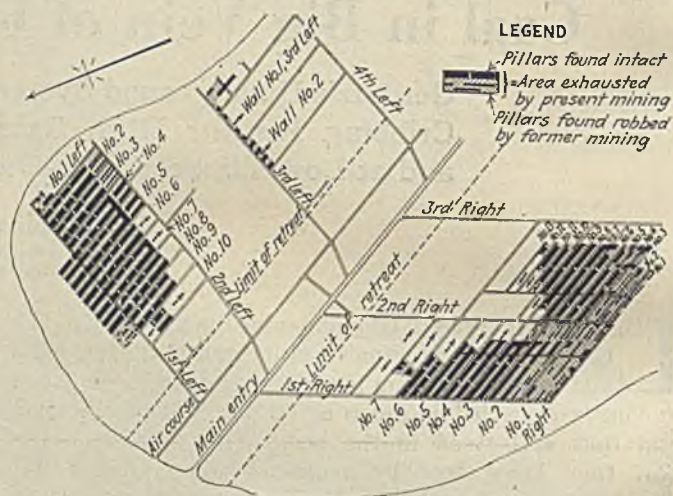 LEGEND
Pillars found intact
= Area exhausted
by present mining
Pillars found robbed
by former mining
Wall No.1, 3rd Left
Wall No.2
4th Left
3rd left
No.1 Left
No.2
No.3
No.4
No.5
No.6
No.7
No.8
No.9
No.10
2nd Left
Limit of retreat
1st Left
Air course
Main entry
3rd Right
2nd Right
Limit of retreat
1st Right
No.7
No.6
No.5
No.4
No.3
No.2
No.1
Right